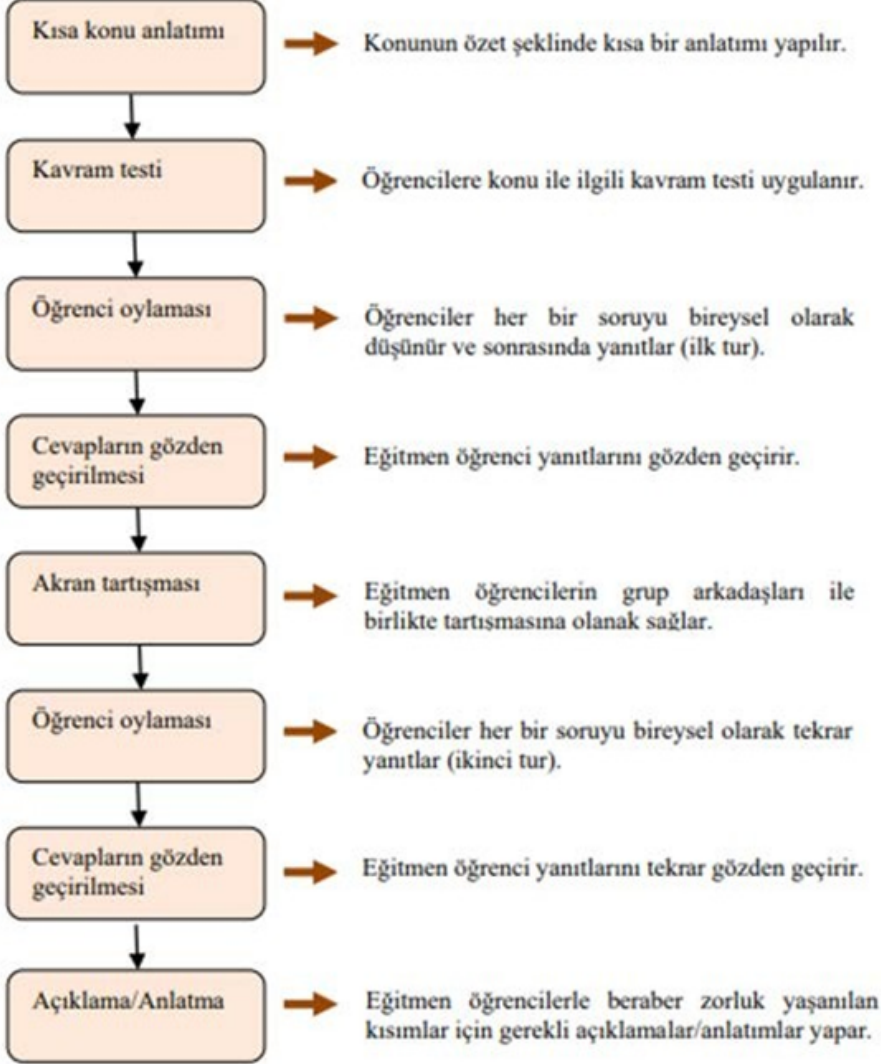 Kısa konu anlatımı
Konunun özet şeklinde kısa bir anlatımı yapılır.
Kavram testi
Öğrencilere konu ile ilgili kavram testi uygulanır.
Öğrenci oylaması
Öğrenciler her bir soruyu bireysel olarak
düşünür ve sonrasında yanıtlar (ilk tur).
Cevapların gözden
geçirilmesi
Eğitmen öğrenci yanıtlarını gözden geçirir.
Akran tartışması
Eğitmen öğrencilerin grup arkadaşları ile
birlikte tartışmasına olanak sağlar.
Öğrenci oylaması
Öğrenciler her bir soruyu bireysel olarak tekrar
yanıtlar (ikinci tur).
Cevapların gözden
geçirilmesi
Eğitmen öğrenci yanıtlarını tekrar gözden geçirir.
Açıklama/Anlatma
Eğitmen öğrencilerle beraber zorluk yaşanılan
kısımlar için gerekli açıklamalar/anlatımlar yapar.